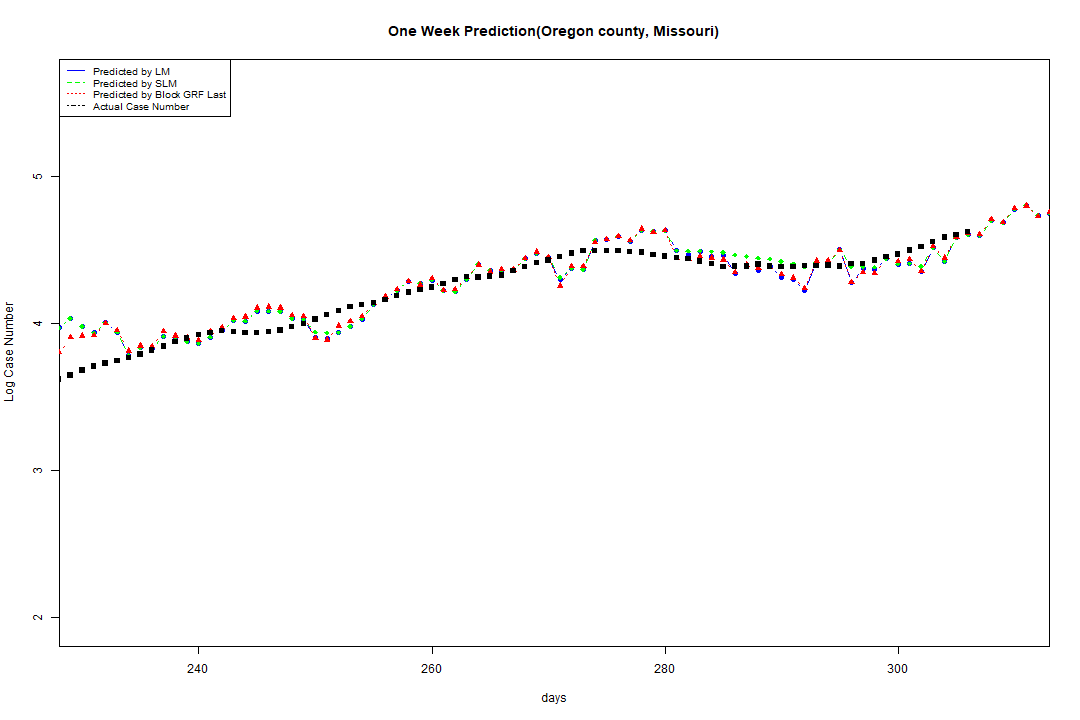 One Week Prediction(Oregon county, Missouri)
Predicted by LM
Predicted by SLM
Predicted by Block GRF Last
Actual Case Number
5
4
3
2
Log Case Number
240 260 280 300
days